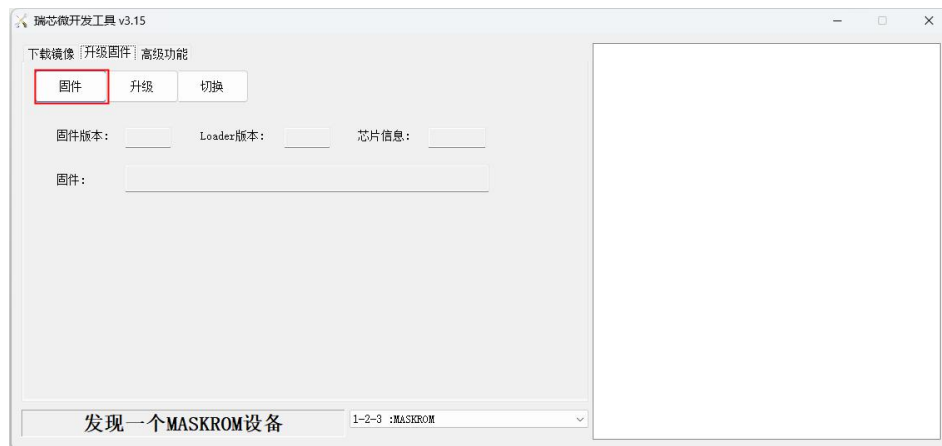 瑞芯微开发工具 v3.15
下载镜像 升级固件 高级功能
固件 升级 切换
固件版本： Loader版本： 芯片信息：
固件：
发现一个MASKROM设备 1-2-3 :MASKROM